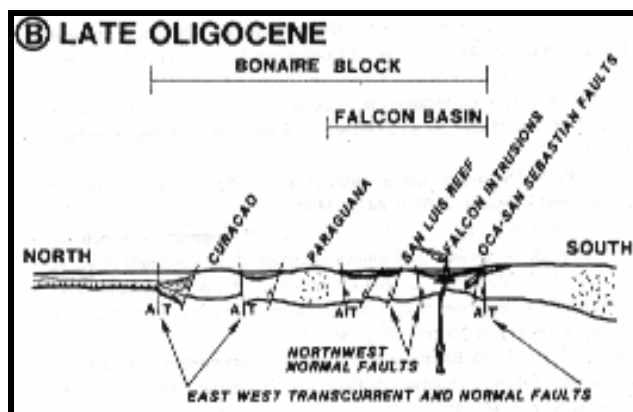 Ⓑ LATE OLIGOCENE
BONAIRE BLOCK
FALCON BASIN
CURACAO
PARAGUANA
SAN LUIS REEF
FALCON INTRUSIONS
OCA-SAN SEBASTIAN FAULTS
NORTH
SOUTH
A T
A T
A T
A T
NORTHWEST
NORMAL FAULTS
EAST WEST TRANSCURRENT AND NORMAL FAULTS